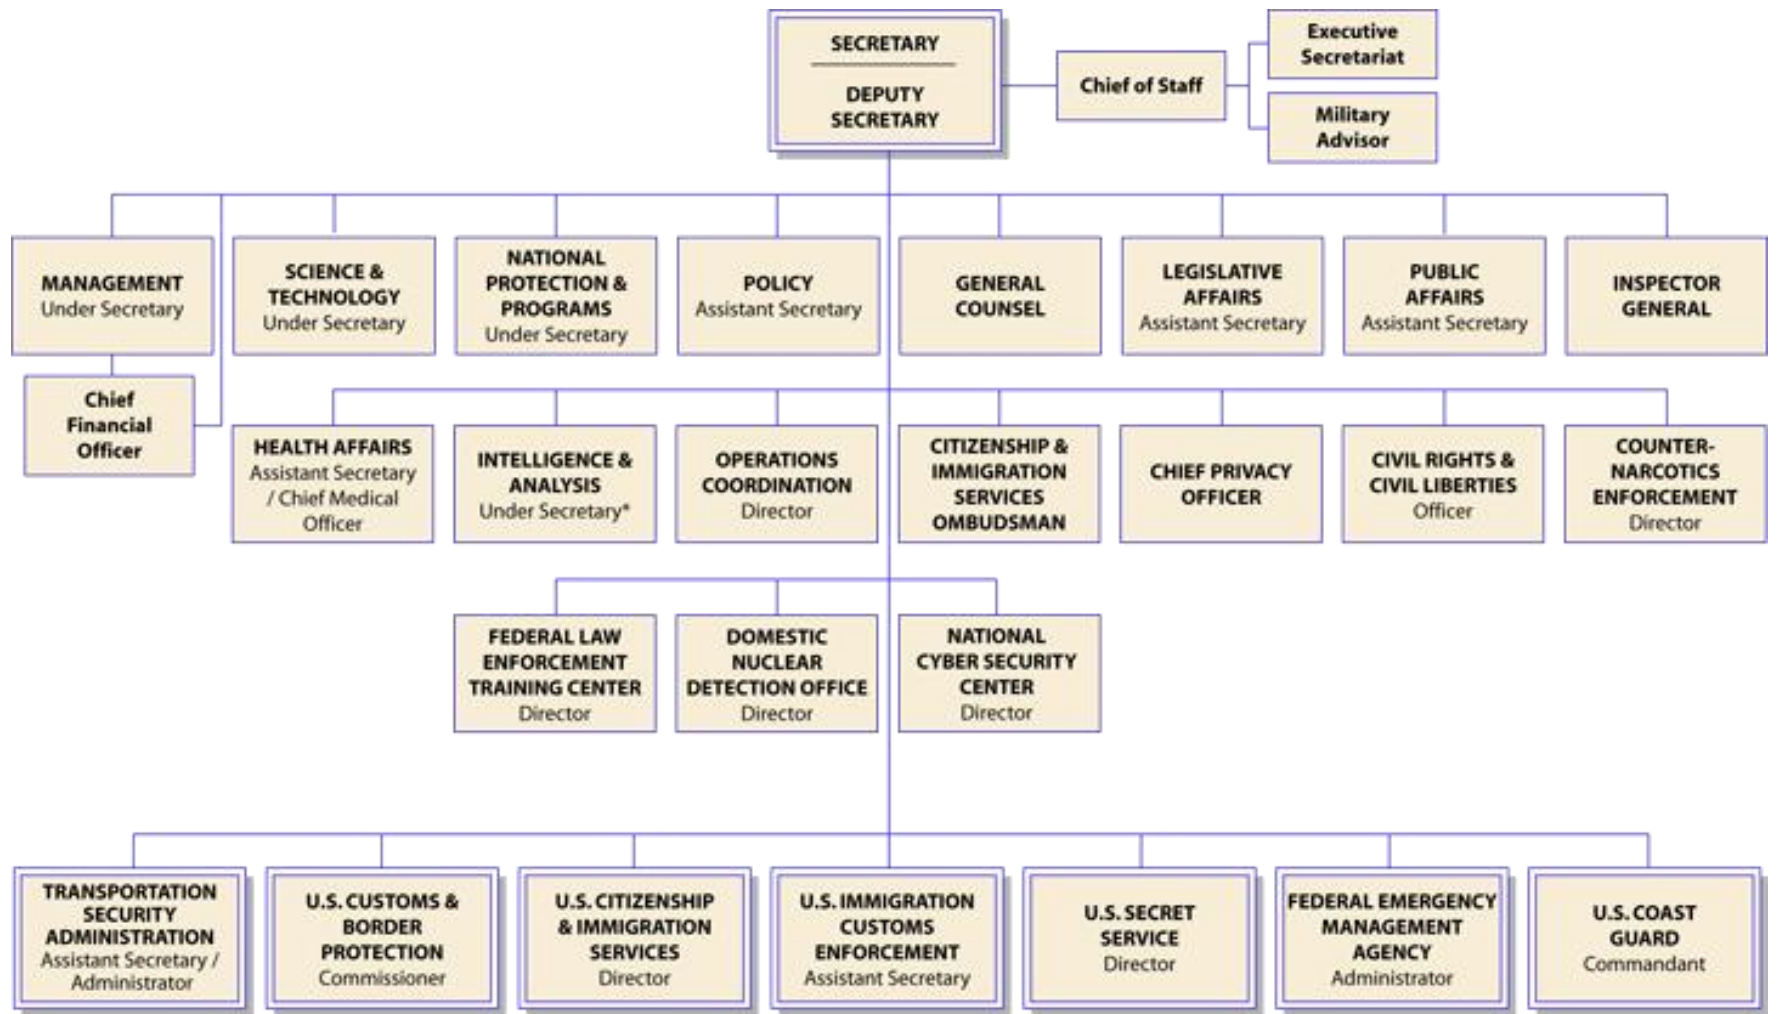 SECRETARY
DEPUTY
SECRETARY
Chief of Staff
Executive
Secretariat
Military
Advisor
MANAGEMENT
Under Secretary
SCIENCE &
TECHNOLOGY
Under Secretary
NATIONAL
PROTECTION &
PROGRAMS
Under Secretary
POLICY
Assistant Secretary
GENERAL
COUNSEL
LEGISLATIVE
AFFAIRS
Assistant Secretary
PUBLIC
AFFAIRS
Assistant Secretary
INSPECTOR
GENERAL
Chief
Financial
Officer
HEALTH AFFAIRS
Assistant Secretary
/ Chief Medical
Officer
INTELLIGENCE &
ANALYSIS
Under Secretary*
OPERATIONS
COORDINATION
Director
CITIZENSHIP &
IMMIGRATION
SERVICES
OMBUDSMAN
CHIEF PRIVACY
OFFICER
CIVIL RIGHTS &
CIVIL LIBERTIES
Officer
COUNTER-
NARCOTICS
ENFORCEMENT
Director
FEDERAL LAW
ENFORCEMENT
TRAINING CENTER
Director
DOMESTIC
NUCLEAR
DETECTION OFFICE
Director
NATIONAL
CYBER SECURITY
CENTER
Director
TRANSPORTATION
SECURITY
ADMINISTRATION
Assistant Secretary /
Administrator
U.S. CUSTOMS &
BORDER
PROTECTION
Commissioner
U.S. CITIZENSHIP
& IMMIGRATION
SERVICES
Director
U.S. IMMIGRATION
CUSTOMS
ENFORCEMENT
Assistant Secretary
U.S. SECRET
SERVICE
Director
FEDERAL EMERGENCY
MANAGEMENT
AGENCY
Administrator
U.S. COAST
GUARD
Commandant